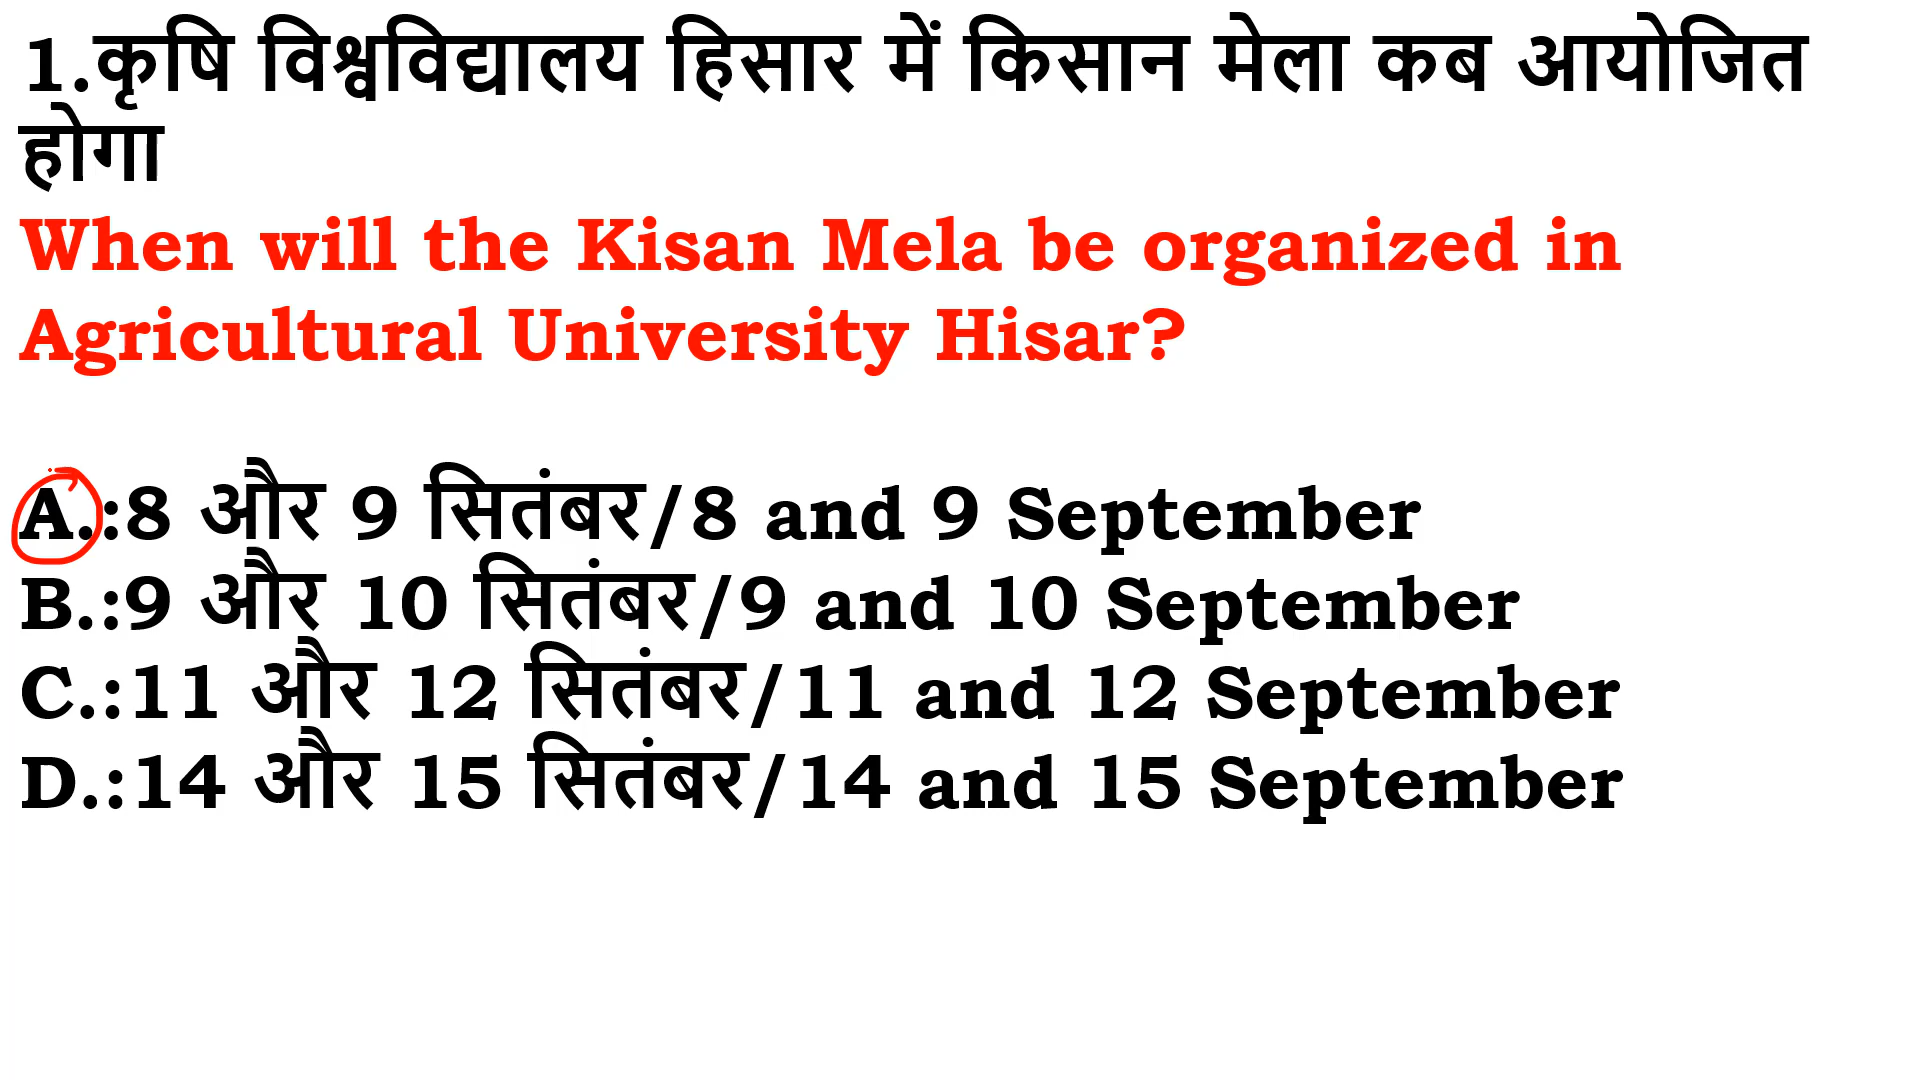 1.कृषि विश्वविद्यालय हिसार में किसान मेला कब आयोजित
होगा
When will the Kisan Mela be organized in
Agricultural University Hisar?
A.:8 और 9 सितंबर/8 and 9 September
B.:9 और 10 सितंबर/9 and 10 September
C.:11 और 12 सितंबर/11 and 12 September
D.:14 और 15 सितंबर/14 and 15 September